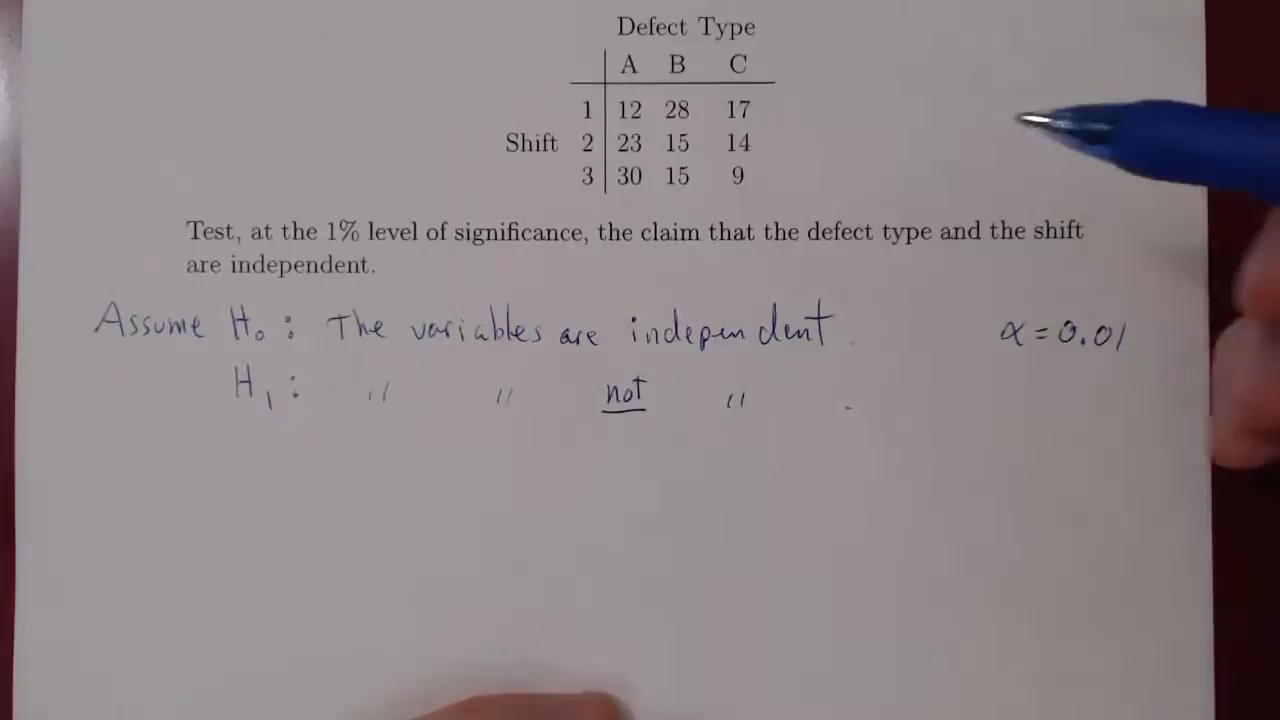 Defect Type
A B C
1 12 28 17
Shift 2 23 15 14
3 30 15 9
Test, at the 1% level of significance, the claim that the defect type and the shift
are independent.
Assume H₀ : The variables are independent. α = 0.01
H₁ : " " not " .